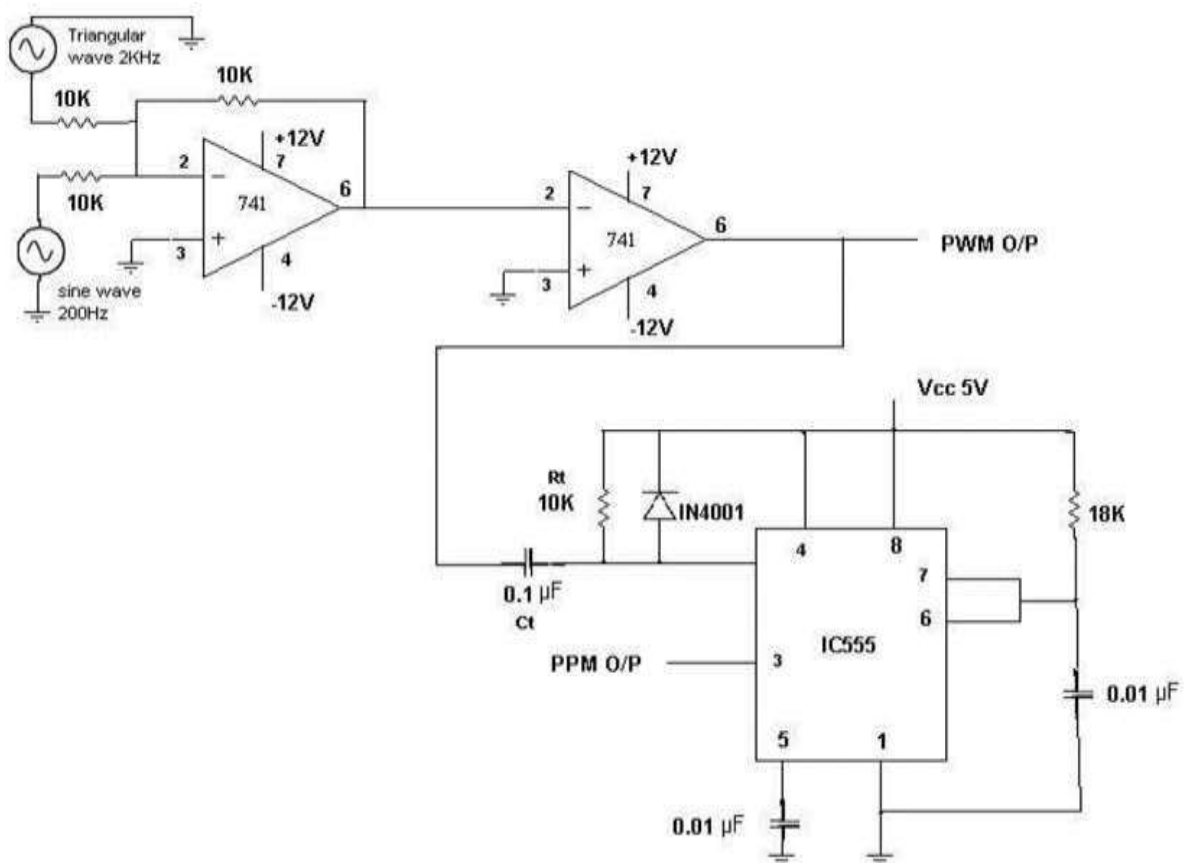 Triangular
wave 2KHz
10K
10K
10K
+12V
2
7
741
6
3
4
-12V
sine wave
200Hz
+12V
2
7
741
6
3
4
-12V
PWM O/P
Vcc 5V
Rt
10K
IN4001
18K
4
8
7
6
0.1 µF
Ct
IC555
PPM O/P
3
0.01 µF
5
1
0.01 µF